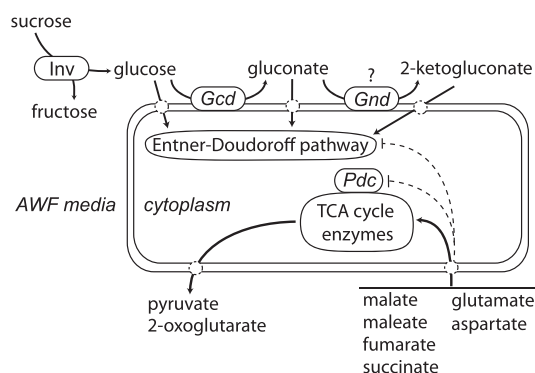 sucrose
Inv
glucose
gluconate
?
2-ketogluconate
Gcd
Gnd
fructose
Entner-Doudoroff pathway
Pdc
AWF media
cytoplasm
TCA cycle
enzymes
pyruvate
2-oxoglutarate
malate
maleate
fumarate
succinate
glutamate
aspartate